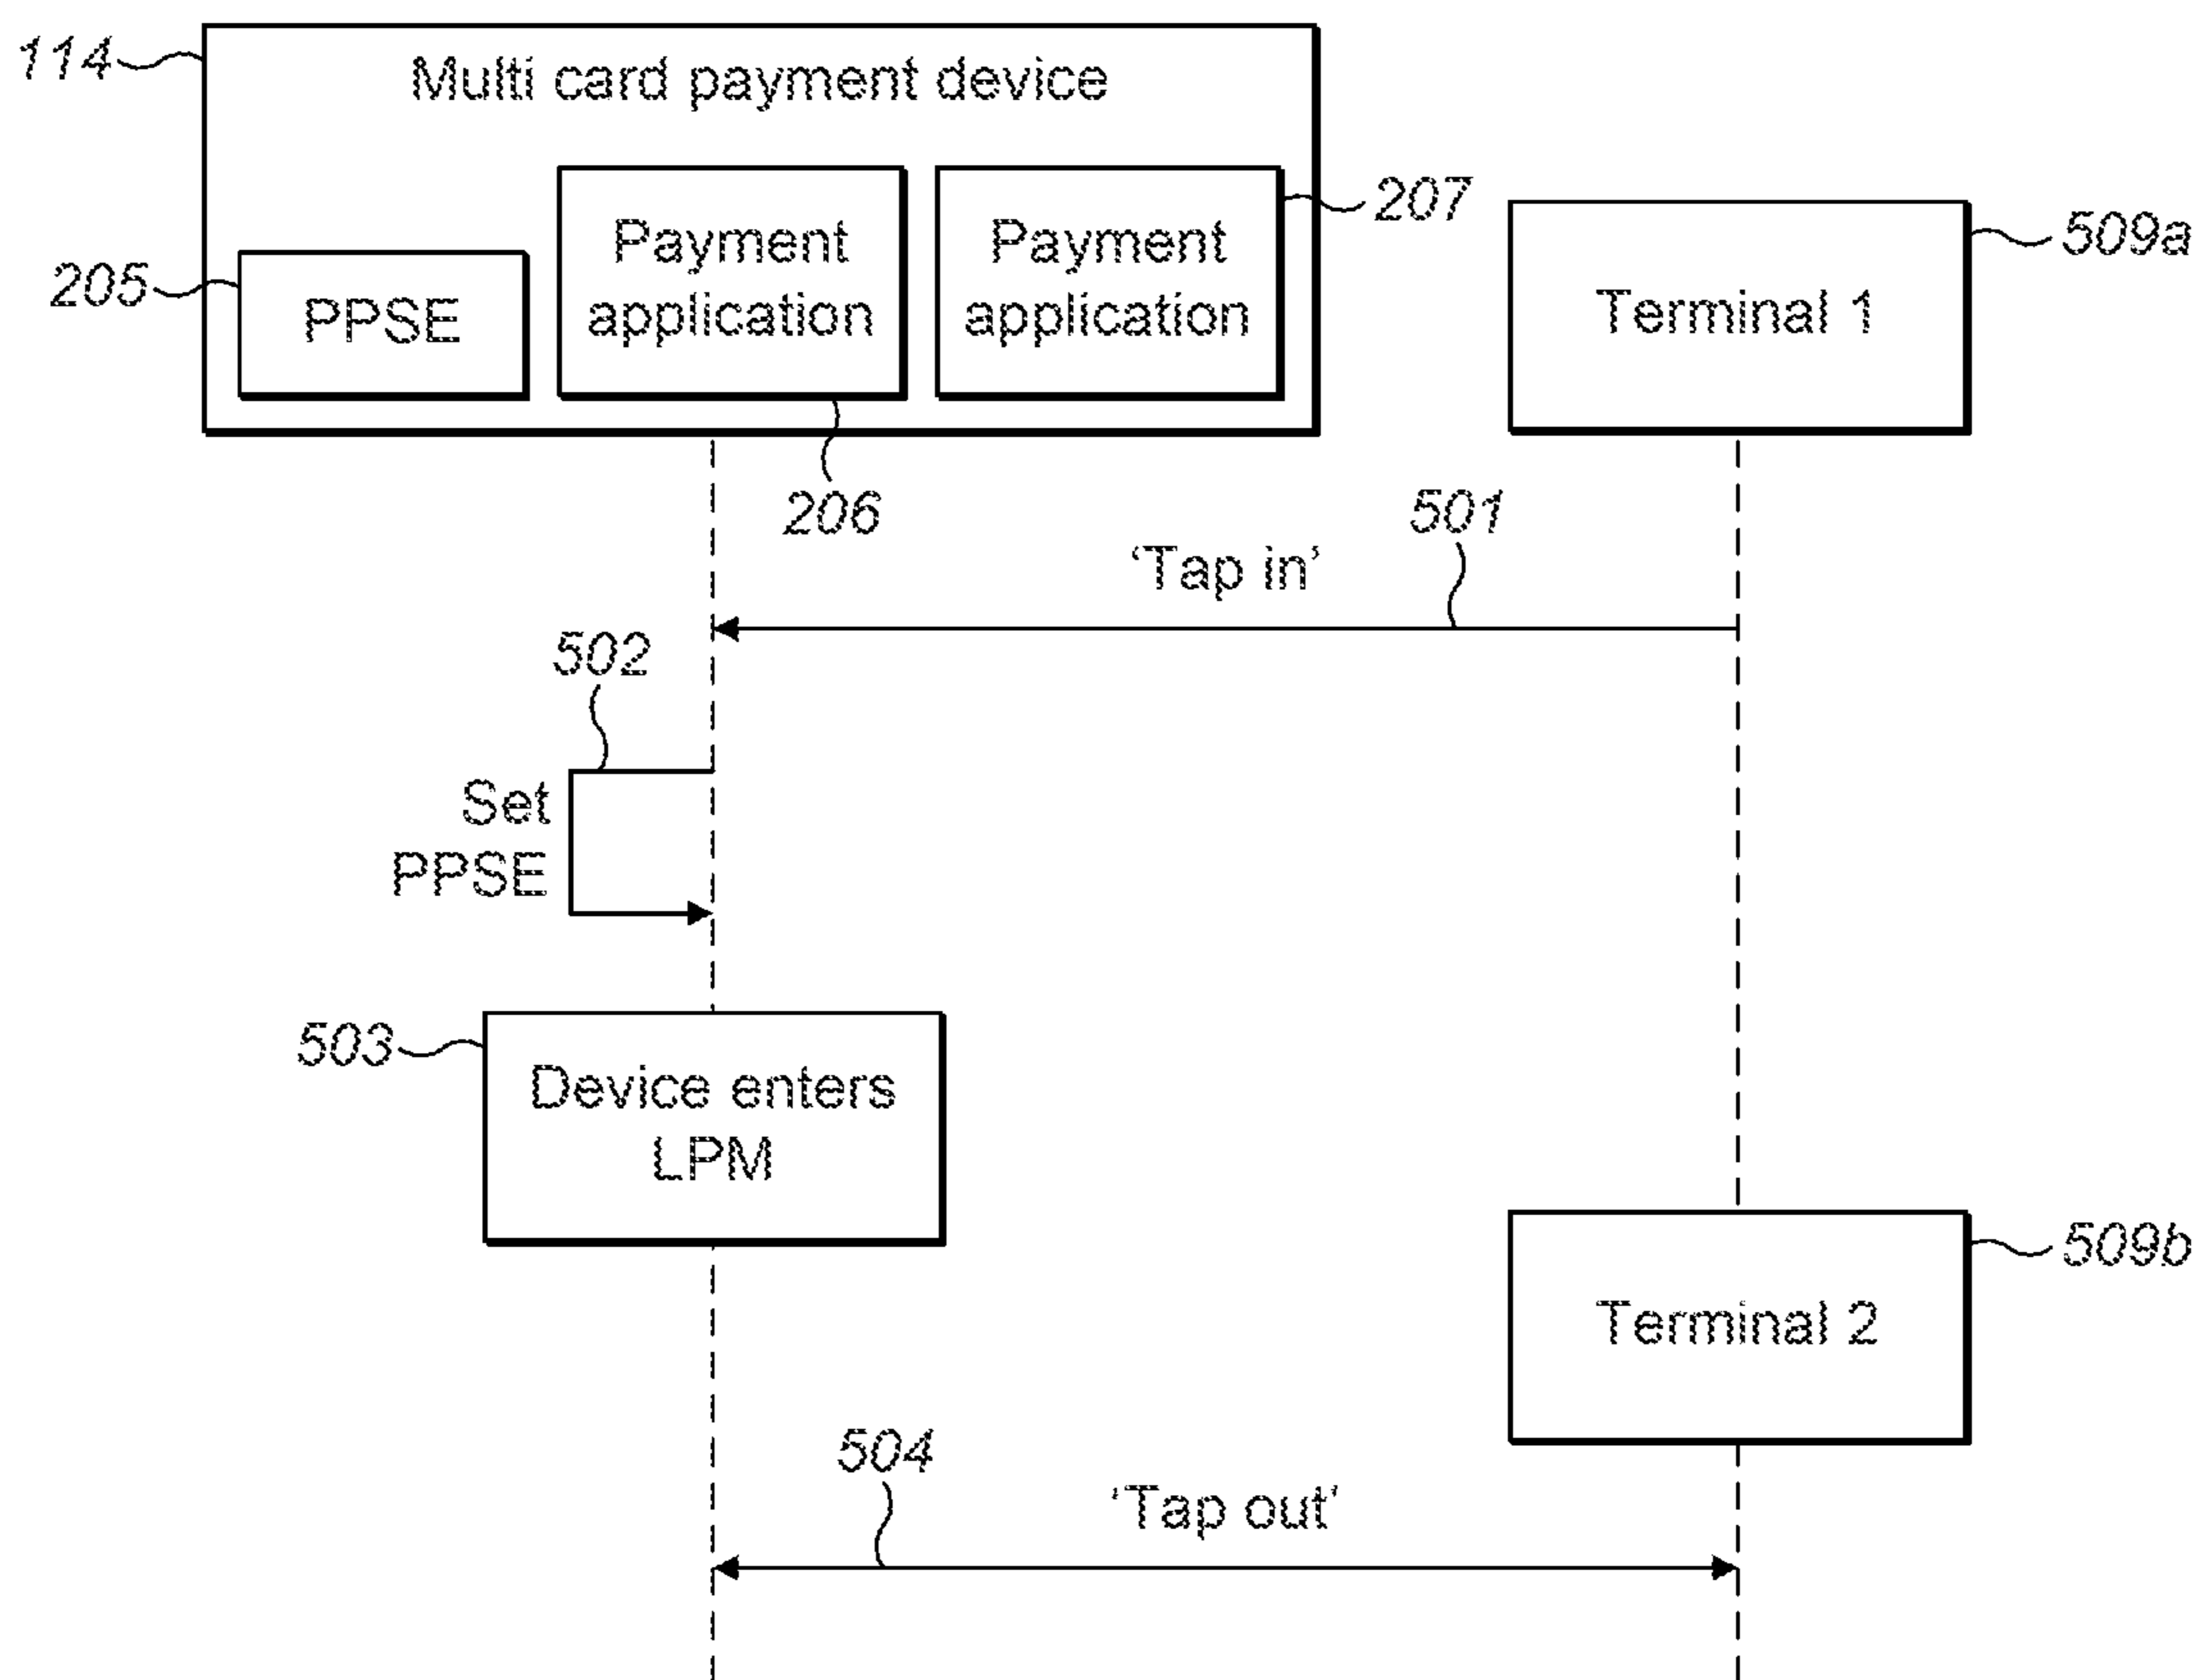 114
Multi card payment device
205
PPSE
Payment
application
Payment
application
207
206
Terminal 1
509a
501
‘Tap in’
502
Set
PPSE
503
Device enters
LPM
Terminal 2
509b
504
‘Tap out’